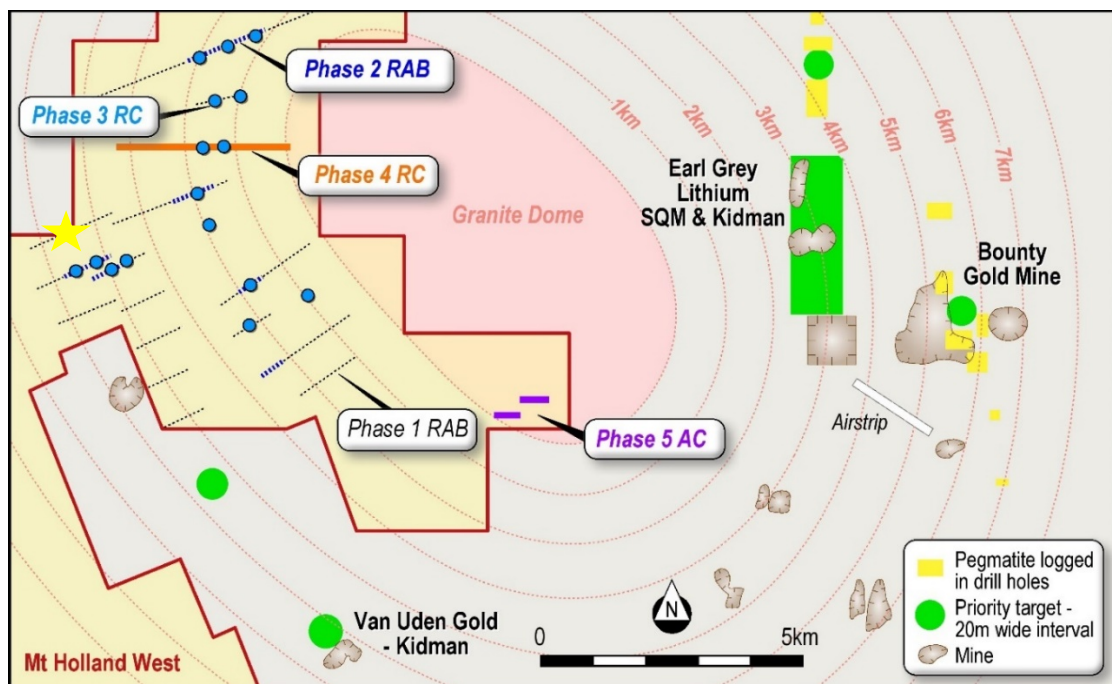 Phase 2 RAB
Phase 3 RC
Phase 4 RC
Granite Dome
1km
2km
3km
4km
5km
6km
7km
Earl Grey
Lithium
SQM & Kidman
Bounty
Gold Mine
Phase 1 RAB
Phase 5 AC
Airstrip
Van Uden Gold
- Kidman
Mt Holland West
N
0
5km
Pegmatite logged
in drill holes
Priority target -
20m wide interval
Mine